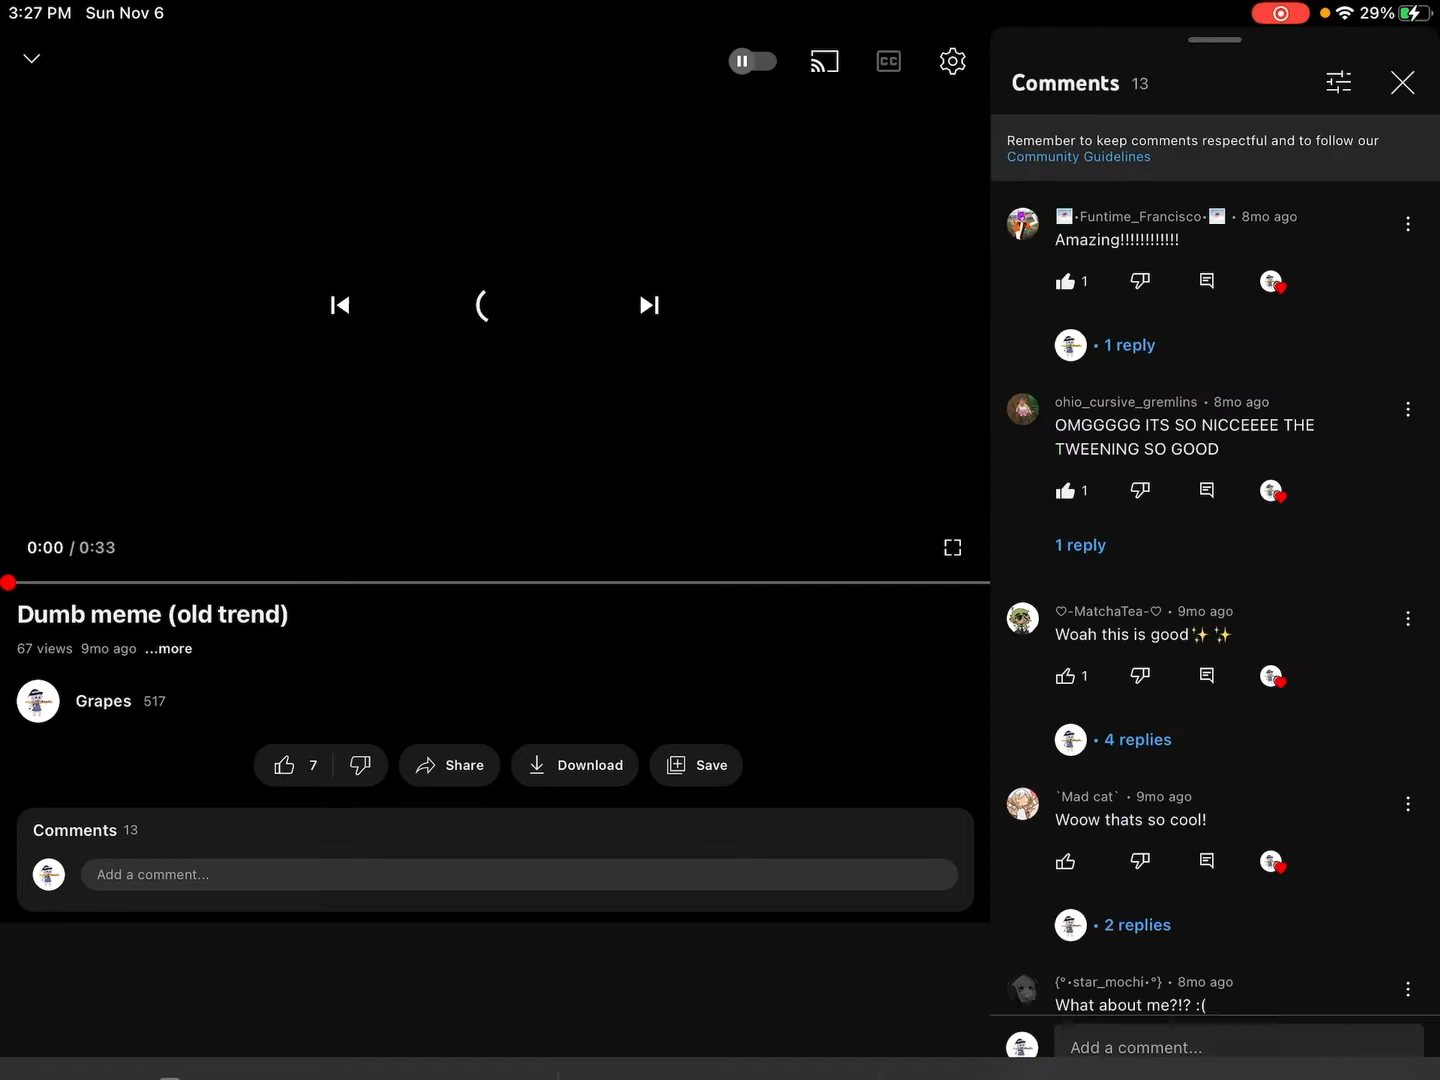 3:27 PM Sun Nov 6
29%
CC
0:00 / 0:33
Dumb meme (old trend)
67 views 9mo ago ...more
Grapes 517
7
Share
Download
Save
Comments 13
Add a comment...
Comments 13
Remember to keep comments respectful and to follow our
Community Guidelines
•Funtime_Francisco• • 8mo ago
Amazing!!!!!!!!!!!!
1
• 1 reply
ohio_cursive_gremlins • 8mo ago
OMGGGGG ITS SO NICCEEEE THE
TWEENING SO GOOD
1
1 reply
♡-MatchaTea-♡ • 9mo ago
Woah this is good✨ ✨
1
• 4 replies
`Mad cat` • 9mo ago
Woow thats so cool!
• 2 replies
{°•star_mochi•°} • 8mo ago
What about me?!? :(
Add a comment...